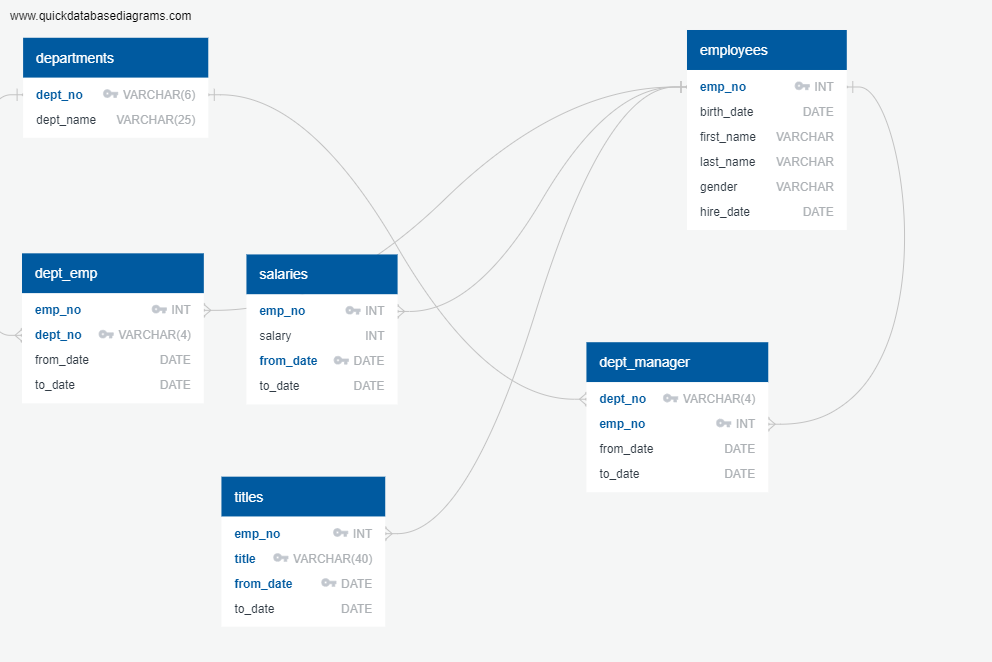 www.quickdatabasediagrams.com
departments
dept_no VARCHAR(6)
dept_name VARCHAR(25)
employees
emp_no INT
birth_date DATE
first_name VARCHAR
last_name VARCHAR
gender VARCHAR
hire_date DATE
dept_emp
emp_no INT
dept_no VARCHAR(4)
from_date DATE
to_date DATE
salaries
emp_no INT
salary INT
from_date DATE
to_date DATE
dept_manager
dept_no VARCHAR(4)
emp_no INT
from_date DATE
to_date DATE
titles
emp_no INT
title VARCHAR(40)
from_date DATE
to_date DATE